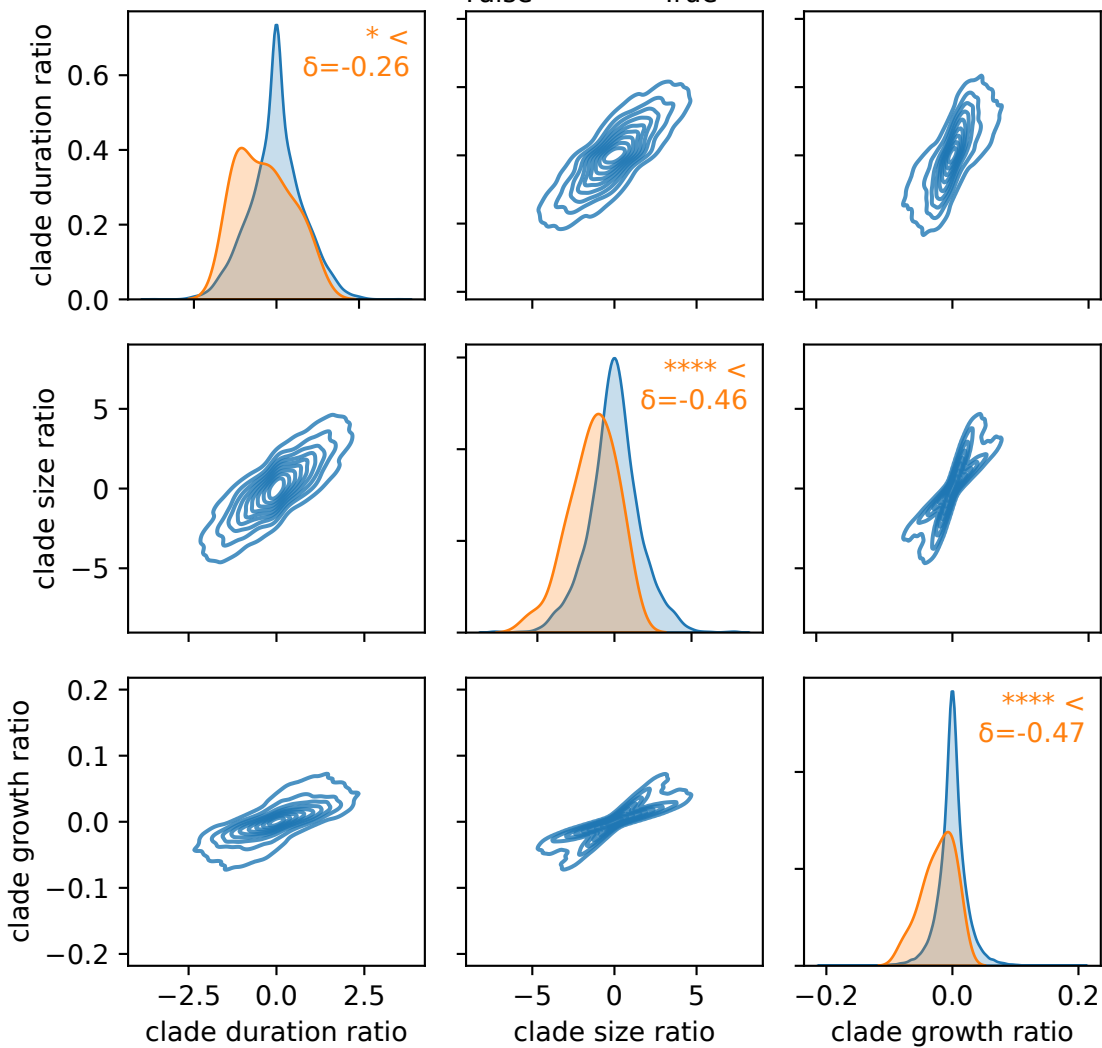 clade duration ratio
0.6
0.4
0.2
0.0
* <
δ=-0.26
clade size ratio
5
0
−5
**** <
δ=-0.46
clade growth ratio
0.2
0.1
0.0
−0.1
−0.2
**** <
δ=-0.47
−2.5 0.0 2.5
−5 0 5
−0.2 0.0 0.2
clade duration ratio
clade size ratio
clade growth ratio